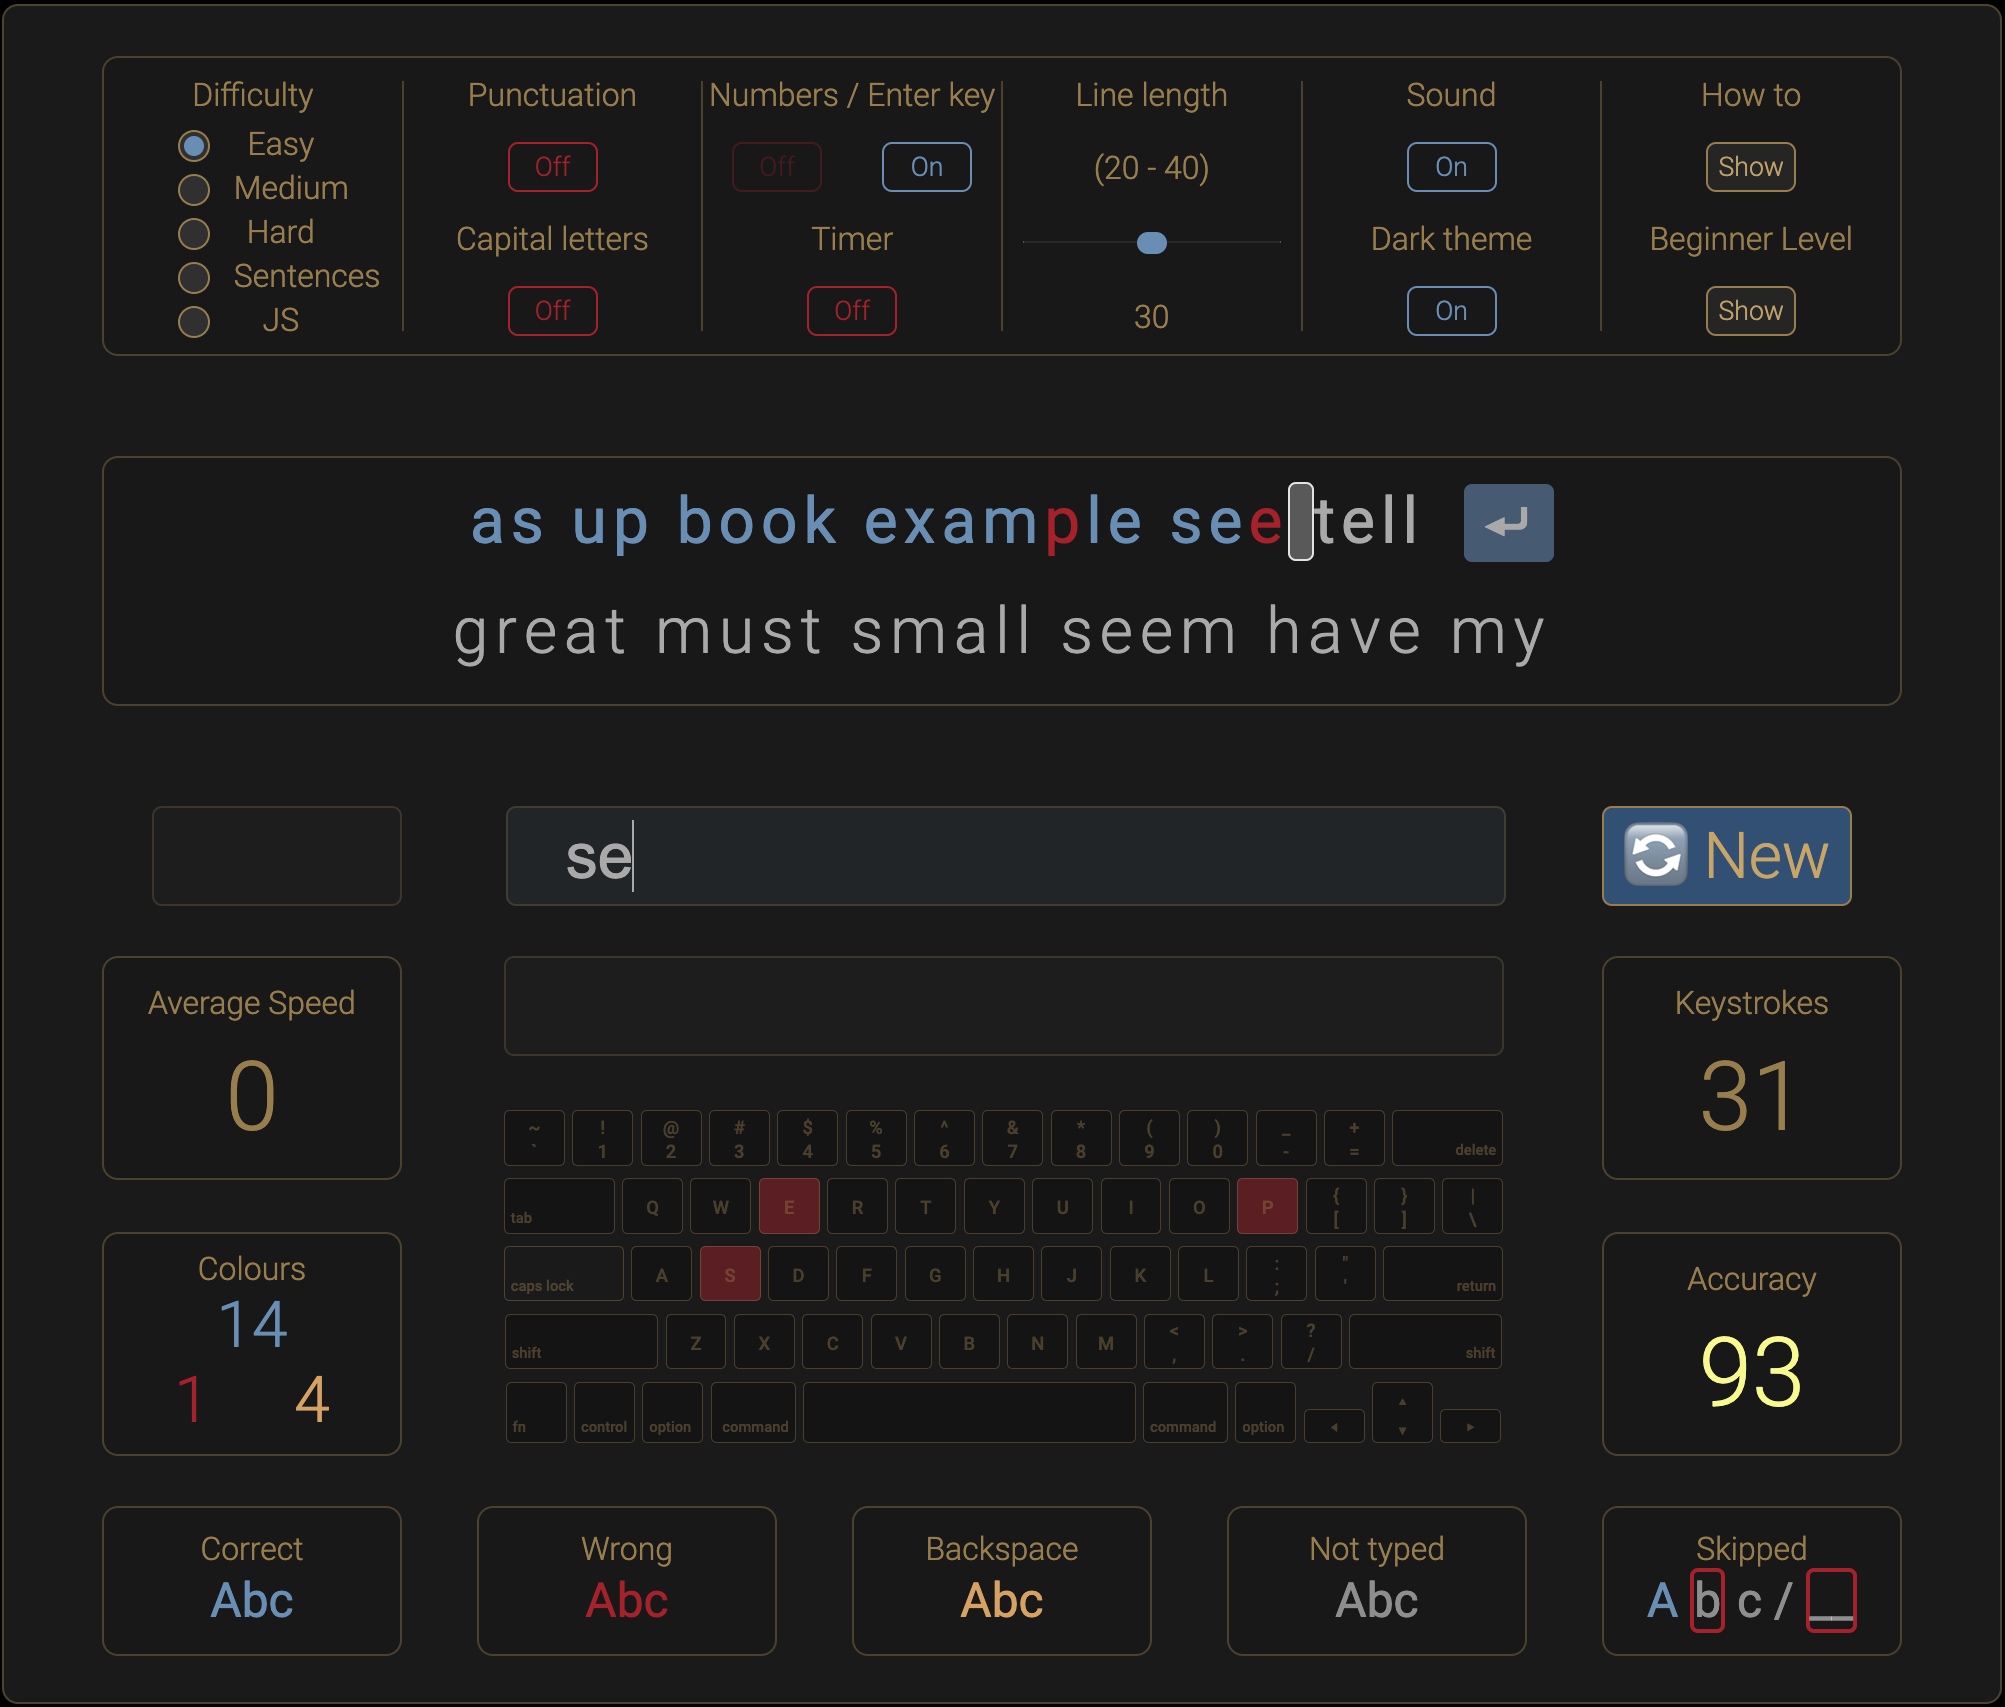 Difficulty
Easy
Medium
Hard
Sentences
JS
Punctuation
Off
Capital letters
Off
Numbers / Enter key
Off On
Timer
Off
Line length
(20 - 40)
30
Sound
On
Dark theme
On
How to
Show
Beginner Level
Show
as up book example see tell
great must small seem have my
se
New
Average Speed
0
Keystrokes
31
Colours
14
1 4
Accuracy
93
~ ! @ # $ % ^ & * ( ) _ +
` 1 2 3 4 5 6 7 8 9 0 - = delete
tab Q W E R T Y U I O P { [ } ] | \
caps lock A S D F G H J K L : ; " ' return
shift Z X C V B N M < , > . ? / shift
fn control option command command option ◂ ▴ ▾ ▸
Correct
Abc
Wrong
Abc
Backspace
Abc
Not typed
Abc
Skipped
A b c / _